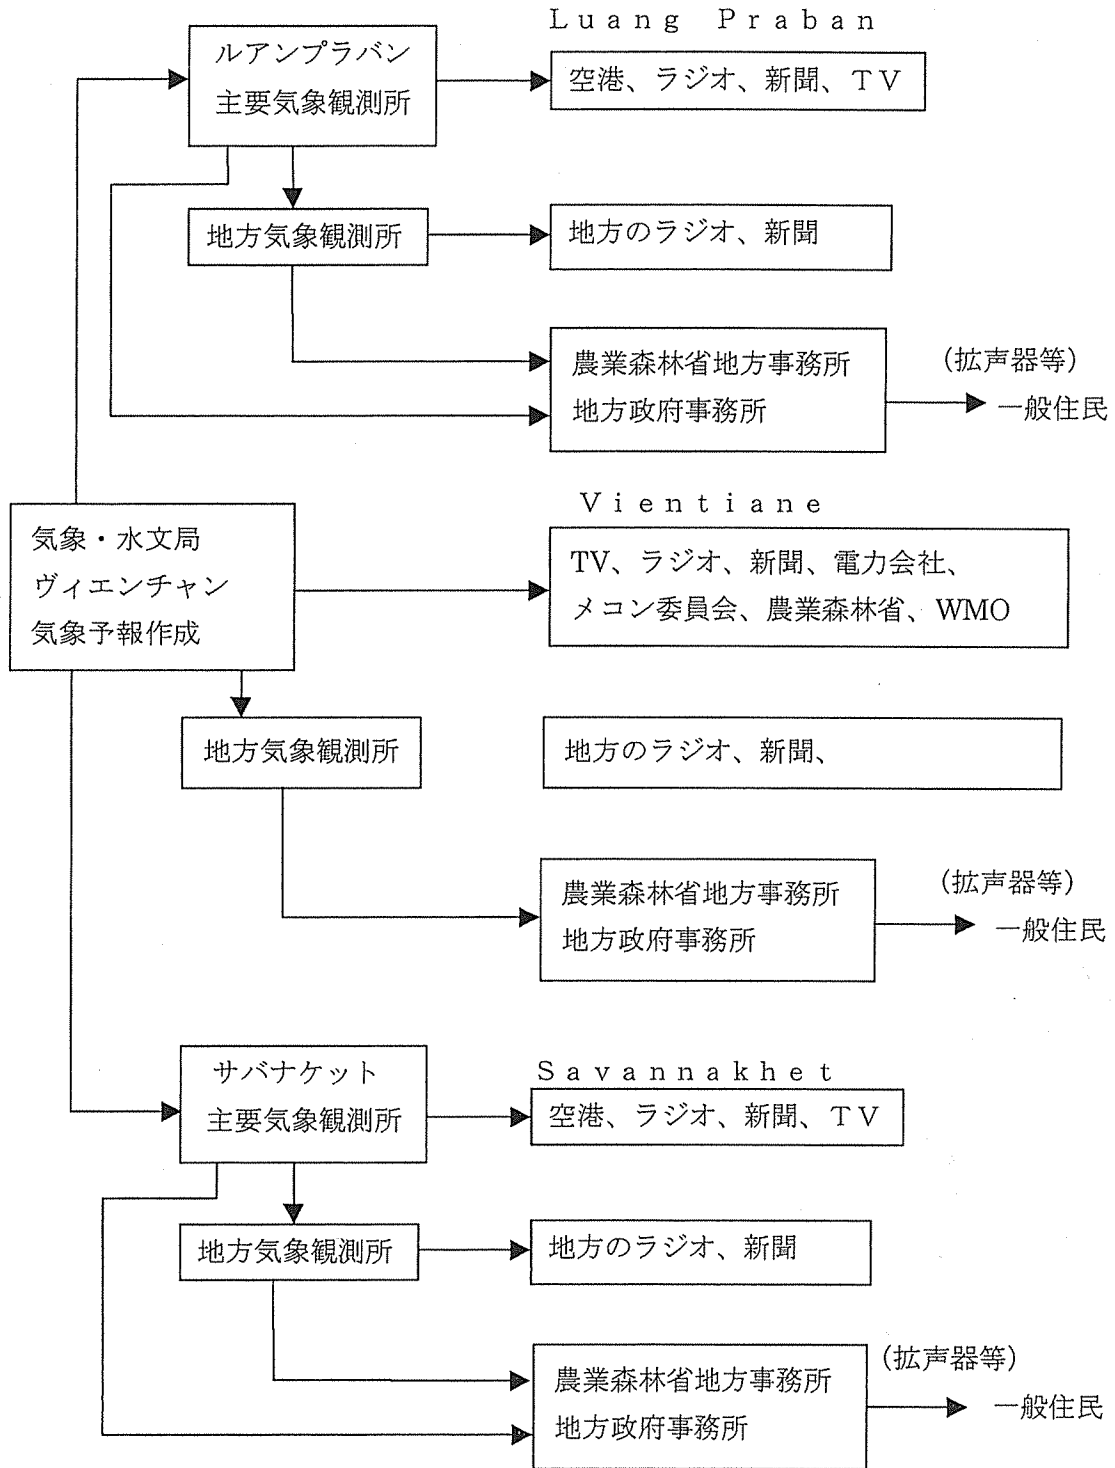 Luang Praban
ルアンプラバン
主要気象観測所
空港、ラジオ、新聞、TV
地方気象観測所
地方のラジオ、新聞
農業森林省地方事務所
地方政府事務所
(拡声器等)
一般住民
Vientiane
気象・水文局
ヴィエンチャン
気象予報作成
TV、ラジオ、新聞、電力会社、
メコン委員会、農業森林省、WMO
地方気象観測所
地方のラジオ、新聞、
農業森林省地方事務所
地方政府事務所
(拡声器等)
一般住民
サバナケット
主要気象観測所
Savannakhet
空港、ラジオ、新聞、TV
地方気象観測所
地方のラジオ、新聞
農業森林省地方事務所
地方政府事務所
(拡声器等)
一般住民